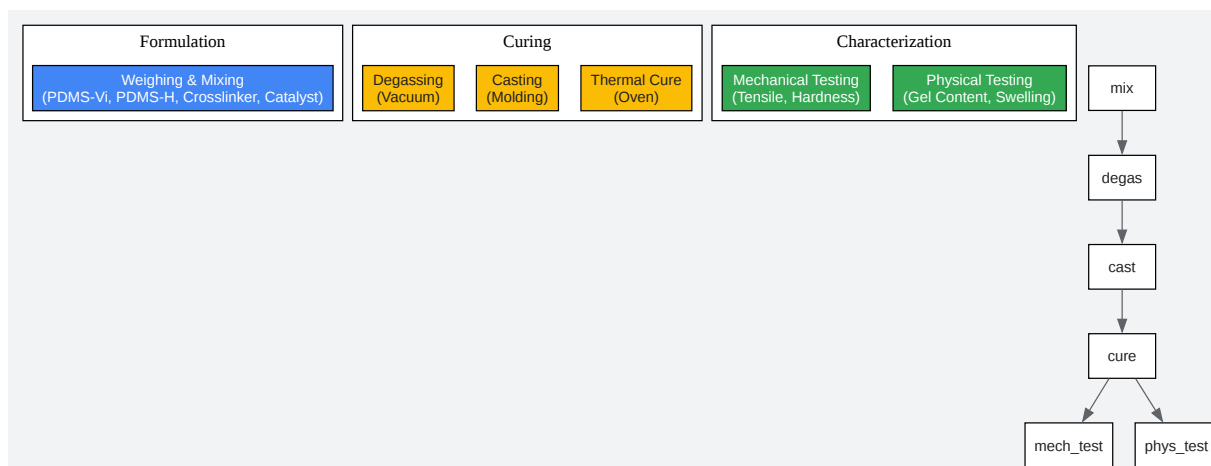 Formulation
Weighing & Mixing
(PDMS-Vi, PDMS-H, Crosslinker, Catalyst)
Curing
Degassing
(Vacuum)
Casting
(Molding)
Thermal Cure
(Oven)
Characterization
Mechanical Testing
(Tensile, Hardness)
Physical Testing
(Gel Content, Swelling)
mix
degas
cast
cure
mech_test
phys_test